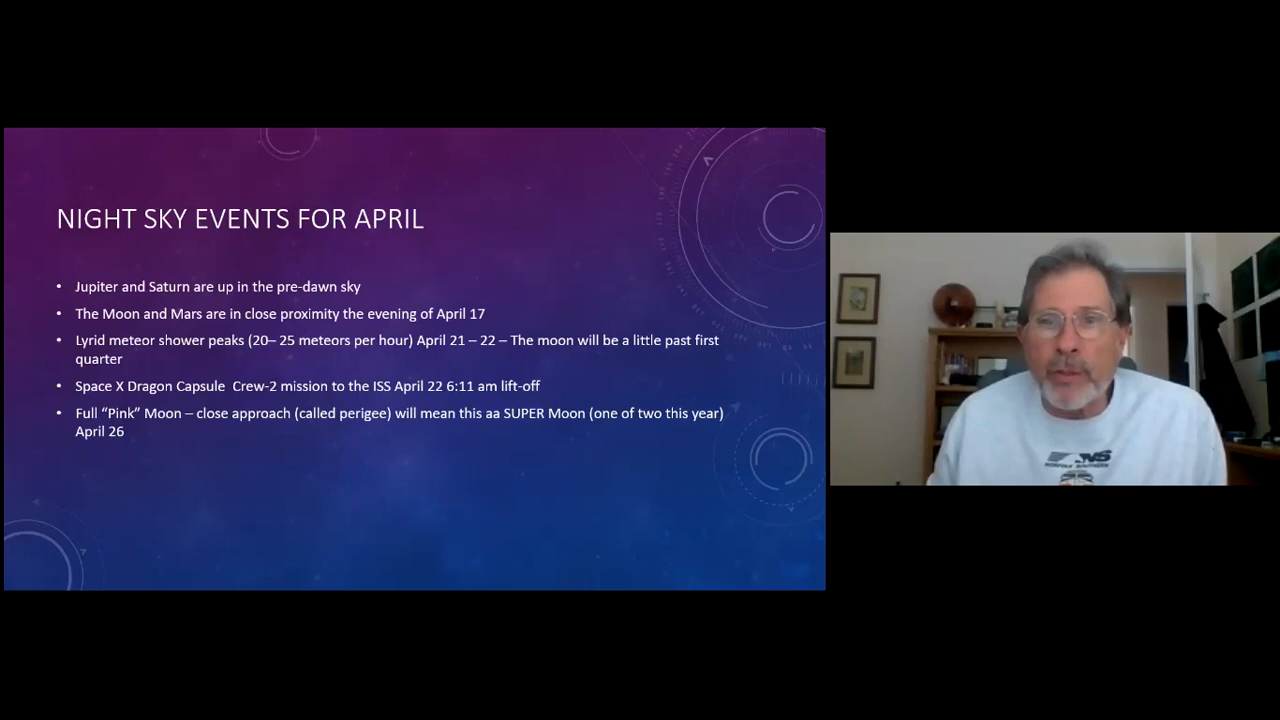 NIGHT SKY EVENTS FOR APRIL
• Jupiter and Saturn are up in the pre-dawn sky
• The Moon and Mars are in close proximity the evening of April 17
• Lyrid meteor shower peaks (20– 25 meteors per hour) April 21 – 22 – The moon will be a little past first
quarter
• Space X Dragon Capsule  Crew-2 mission to the ISS April 22 6:11 am lift-off
• Full “Pink” Moon – close approach (called perigee) will mean this aa SUPER Moon (one of two this year)
April 26
NS
NORFOLK SOUTHERN